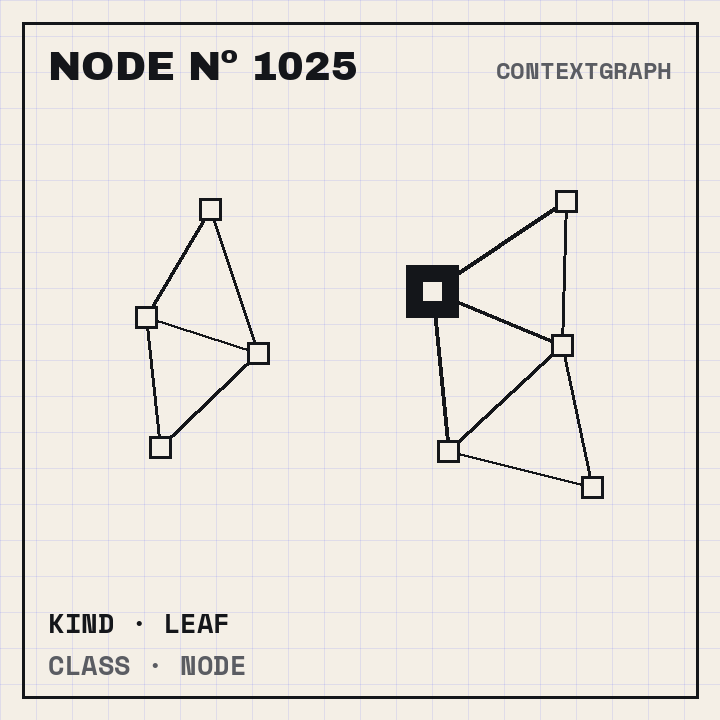 NODE Nº 1025
CONTEXTGRAPH
KIND · LEAF
CLASS · NODE